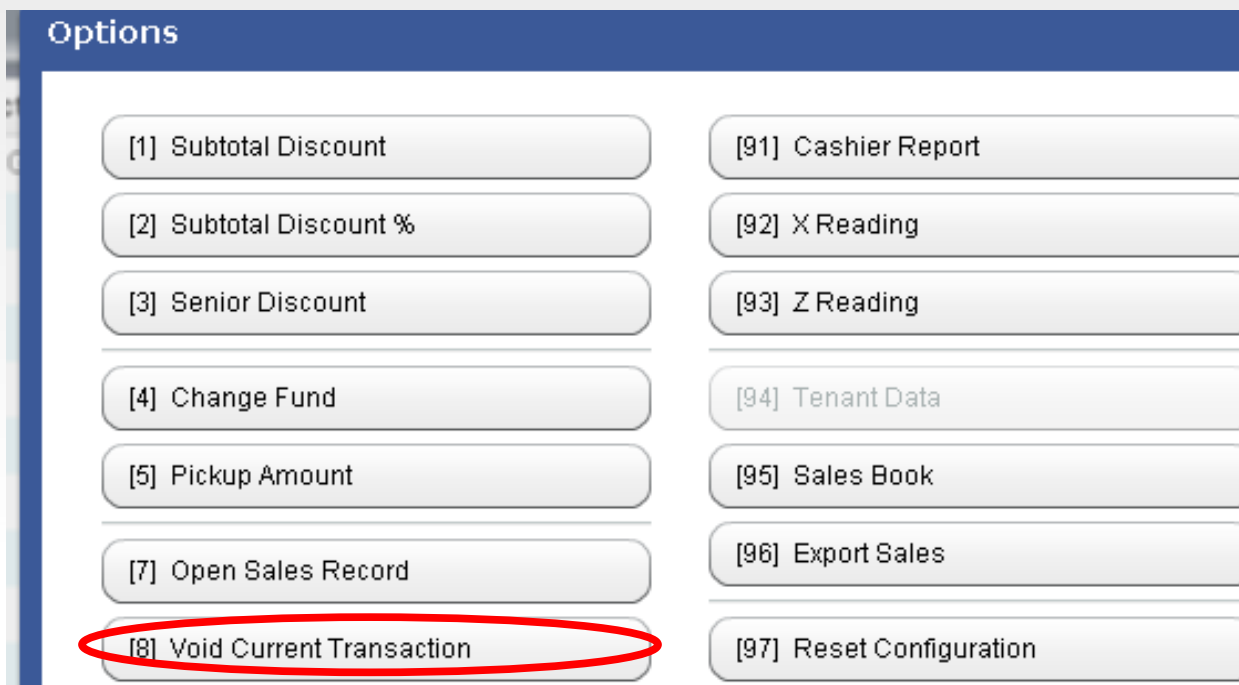 Options
[1] Subtotal Discount
[2] Subtotal Discount %
[3] Senior Discount
[4] Change Fund
[5] Pickup Amount
[7] Open Sales Record
[8] Void Current Transaction
[91] Cashier Report
[92] X Reading
[93] Z Reading
[94] Tenant Data
[95] Sales Book
[96] Export Sales
[97] Reset Configuration